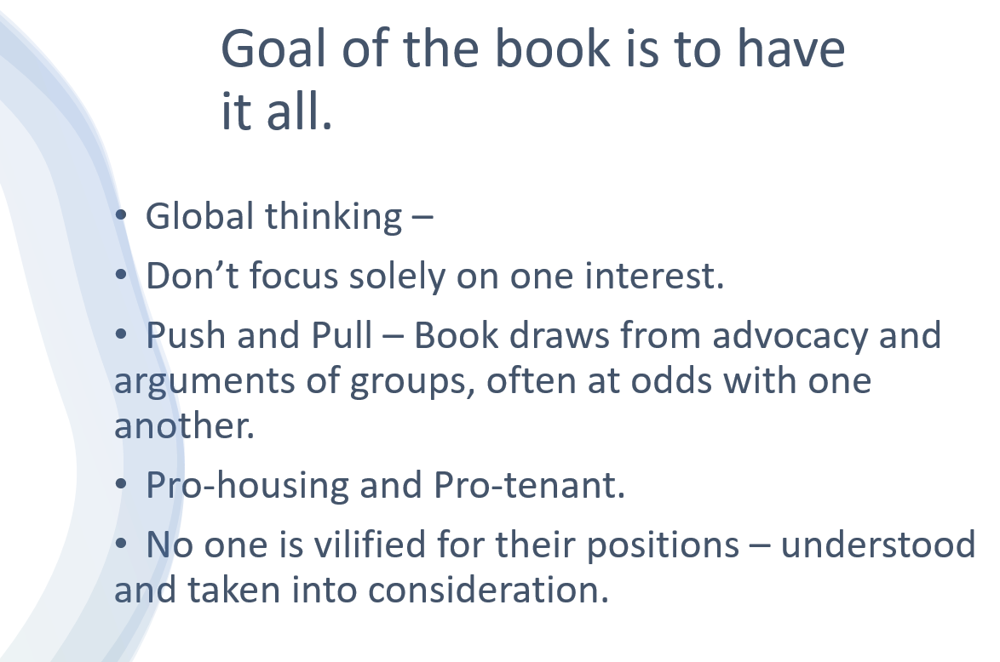 Goal of the book is to have
it all.
• Global thinking –
• Don’t focus solely on one interest.
• Push and Pull – Book draws from advocacy and
arguments of groups, often at odds with one
another.
• Pro-housing and Pro-tenant.
• No one is vilified for their positions – understood
and taken into consideration.